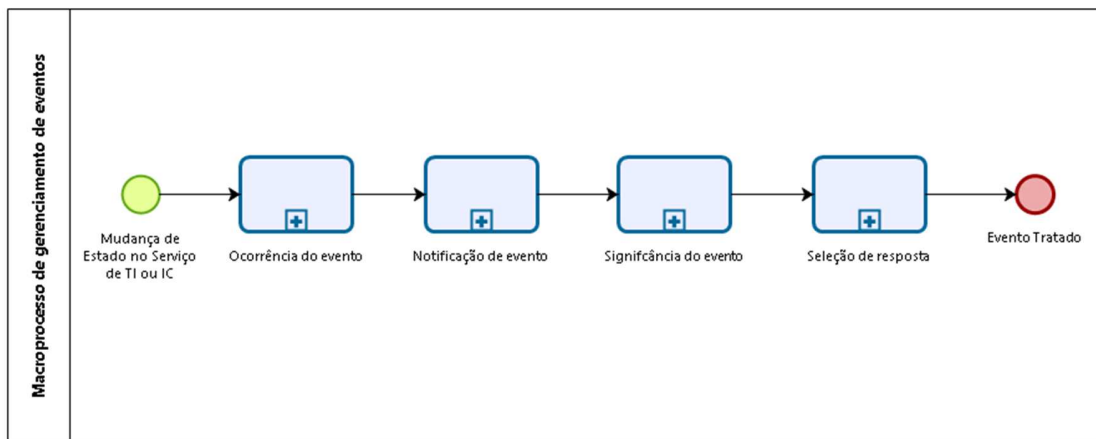 Macroprocesso de gerenciamento de eventos
Mudança de
Estado no Serviço
de TI ou IC
Ocorrência do evento
Notificação de evento
Signifcância do evento
Seleção de resposta
Evento Tratado